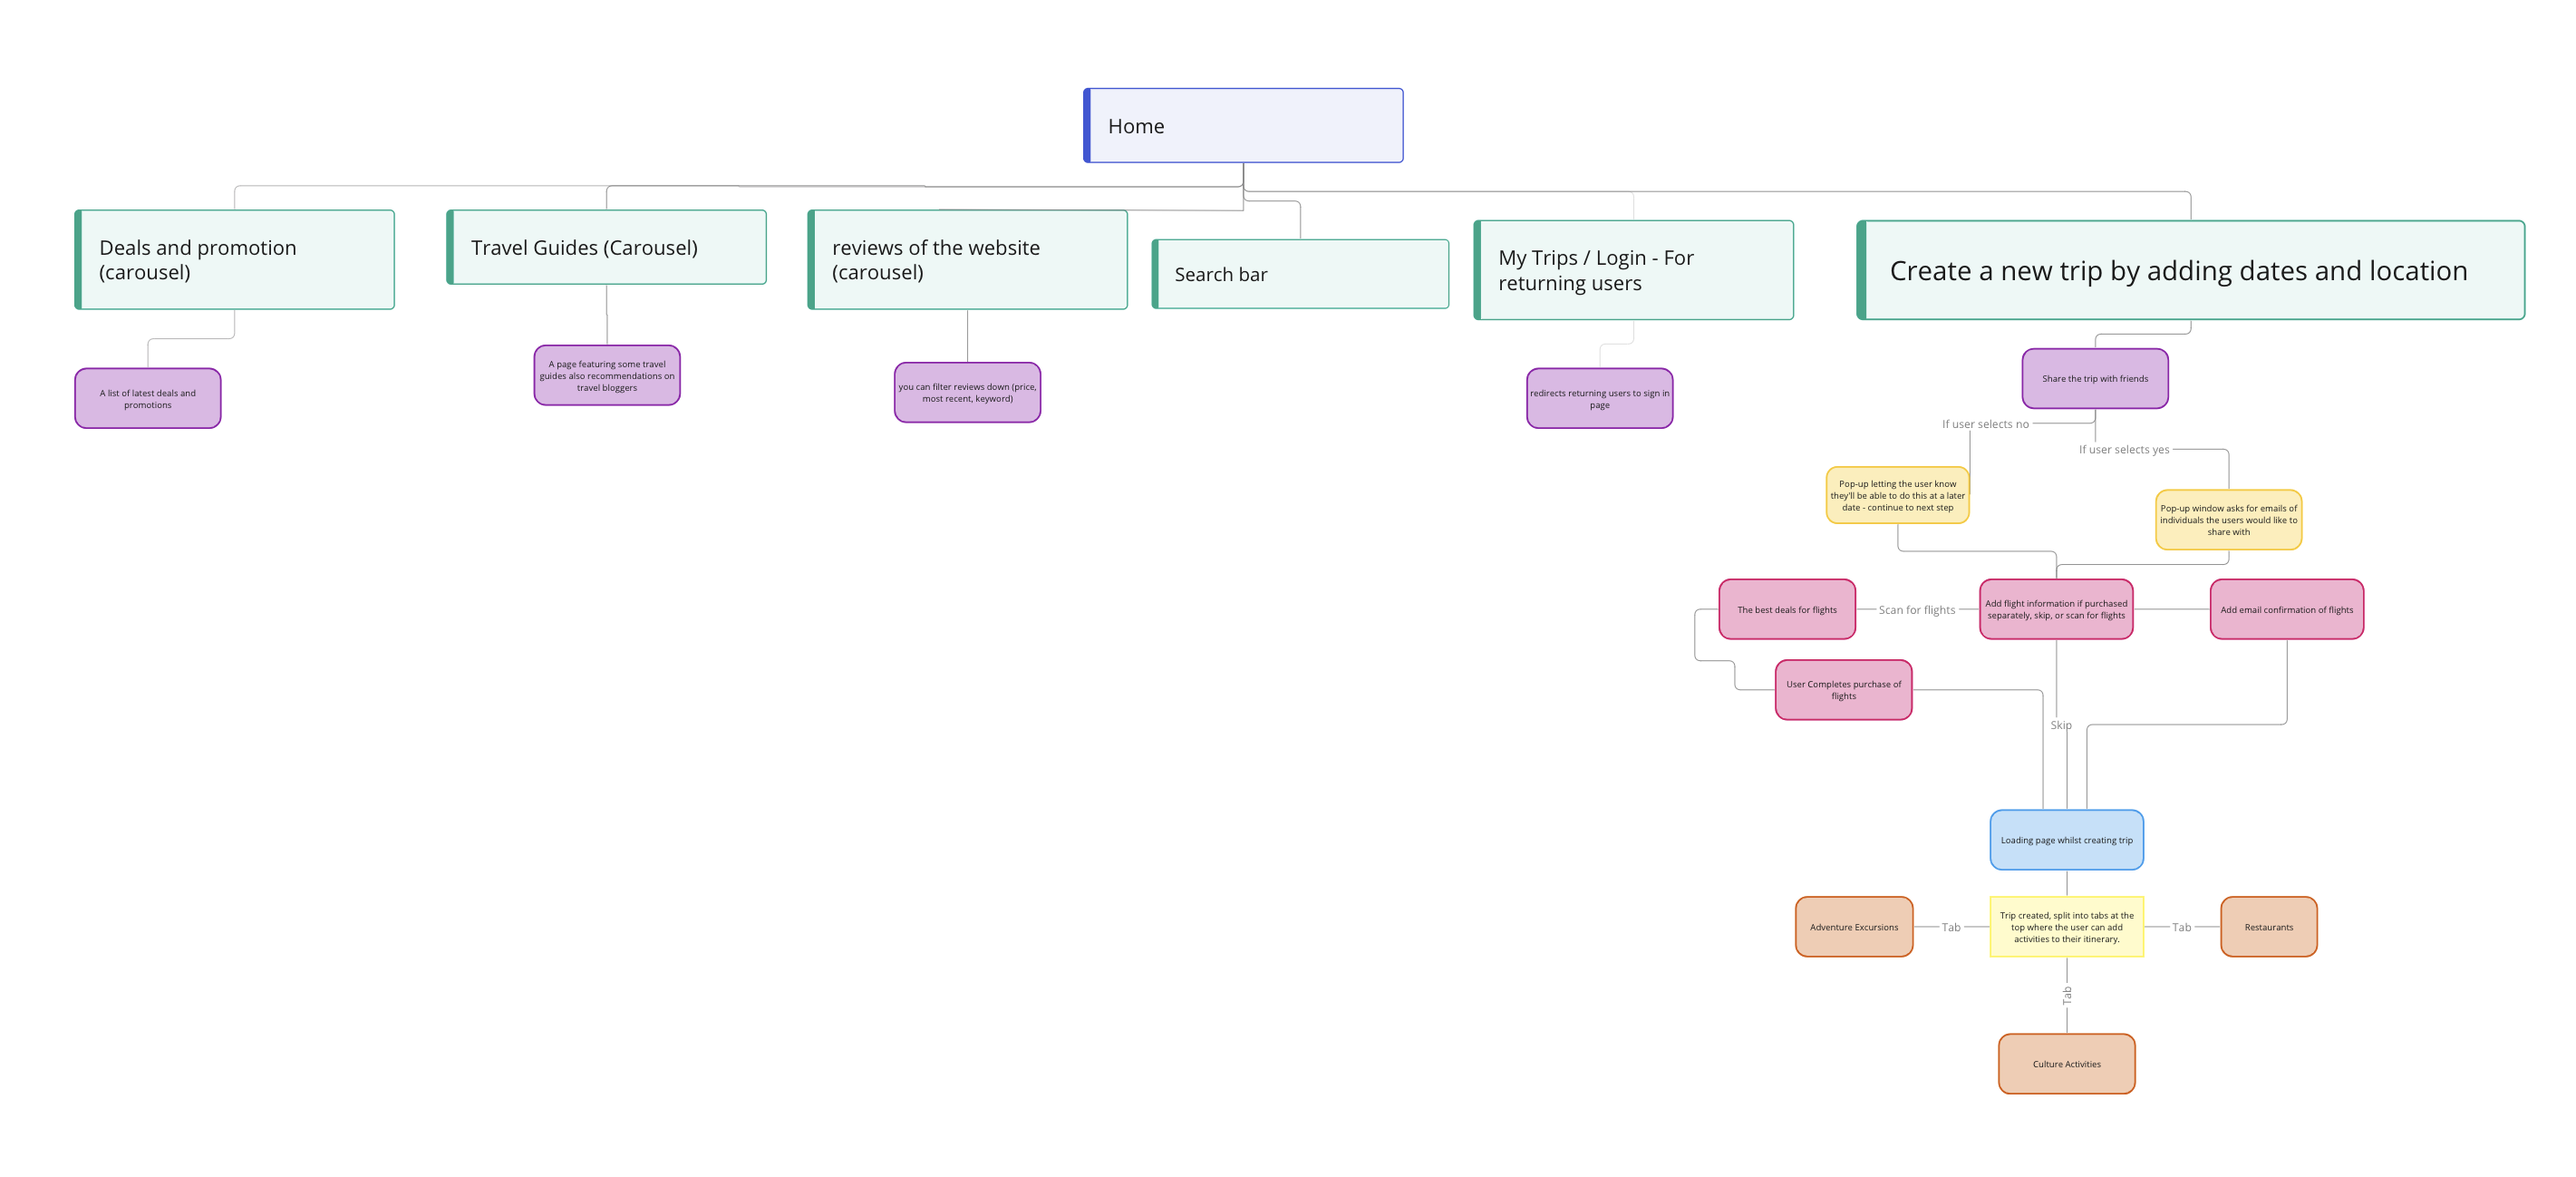 Home
Deals and promotion
(carousel)
Travel Guides (Carousel)
reviews of the website
(carousel)
Search bar
My Trips / Login - For
returning users
Create a new trip by adding dates and location
A list of latest deals and
promotions
A page featuring some travel
guides also recommendations on
travel bloggers
you can filter reviews down (price,
most recent, keyword)
redirects returning users to sign in
page
Share the trip with friends
If user selects no
If user selects yes
Pop-up letting the user know
they'll be able to do this at a later
date - continue to next step
Pop-up window asks for emails of
individuals the users would like to
share with
The best deals for flights
Scan for flights
Add flight information if purchased
separately, skip, or scan for flights
Add email confirmation of flights
User Completes purchase of
flights
Skip
Loading page whilst creating trip
Adventure Excursions
Tab
Trip created, split into tabs at the
top where the user can add
activities to their itinerary.
Tab
Restaurants
Tab
Culture Activities